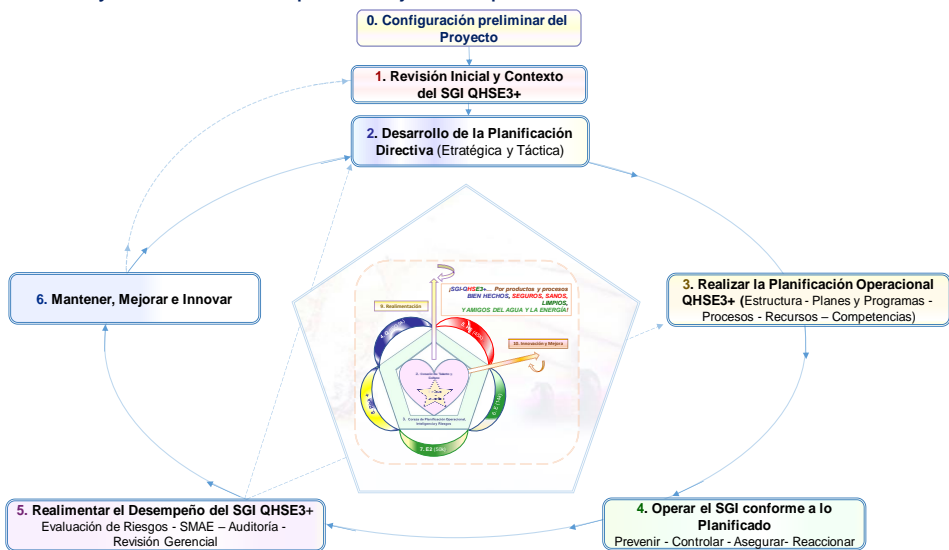 0. Configuración preliminar del
Proyecto
1. Revisión Inicial y Contexto
del SGI QHSE3+
2. Desarrollo de la Planificación
Directiva (Etratégica y Táctica)
3. Realizar la Planificación Operacional
QHSE3+ (Estructura - Planes y Programas -
Procesos - Recursos – Competencias)
4. Operar el SGI conforme a lo
Planificado
Prevenir - Controlar - Asegurar- Reaccionar
5. Realimentar el Desempeño del SGI QHSE3+
Evaluación de Riesgos - SMAE – Auditoría -
Revisión Gerencial
6. Mantener, Mejorar e Innovar
¡SGI-QHSE3+... Por productos y procesos
BIEN HECHOS, SEGUROS, SANOS,
LIMPIOS,
Y AMIGOS DEL AGUA Y LA ENERGÍA!
9. Realimentación
10. Innovación y Mejora
7. E3